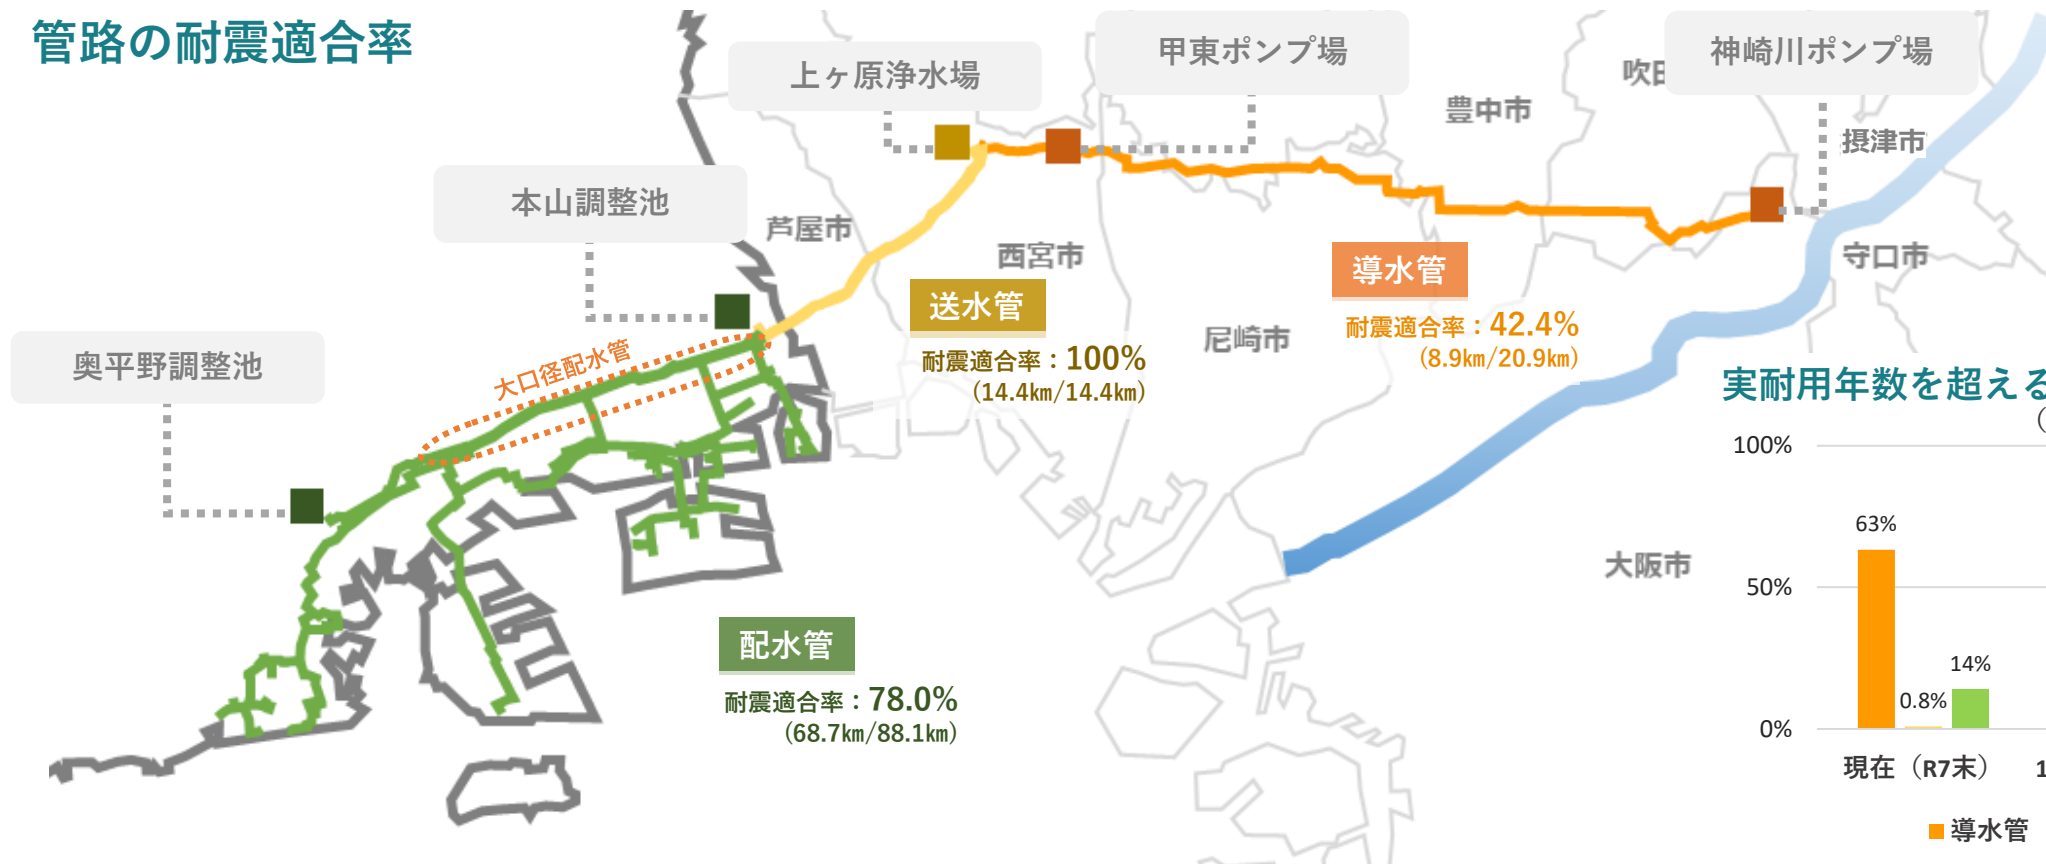 管路の耐震適合率
上ヶ原浄水場
甲東ポンプ場
神崎川ポンプ場
吹田
豊中市
摂津市
本山調整池
芦屋市
西宮市
守口市
導水管
耐震適合率：42.4%
(8.9km/20.9km)
送水管
耐震適合率：100%
(14.4km/14.4km)
尼崎市
奥平野調整池
大口径配水管
大阪市
配水管
耐震適合率：78.0%
(68.7km/88.1km)
実耐用年数を超える
（
100%
63%
50%
14%
0.8%
0%
現在（R7末）
1
導水管